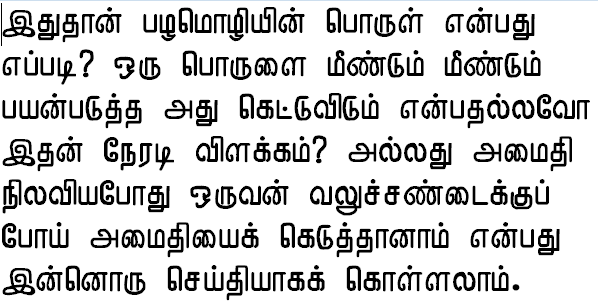 இதுதான் பழமொழியின் பொருள் என்பது
எப்படி? ஒரு பொருளை மீண்டும் மீண்டும்
பயன்படுத்த அது கெட்டுவிடும் என்பதல்லவோ
இதன் நேரடி விளக்கம்? அல்லது அமைதி
நிலவியபோது ஒருவன் வலுச்சண்டைக்குப்
போய் அமைதியைக் கெடுத்தானாம் என்பது
இன்னொரு செய்தியாகக் கொள்ளலாம்.